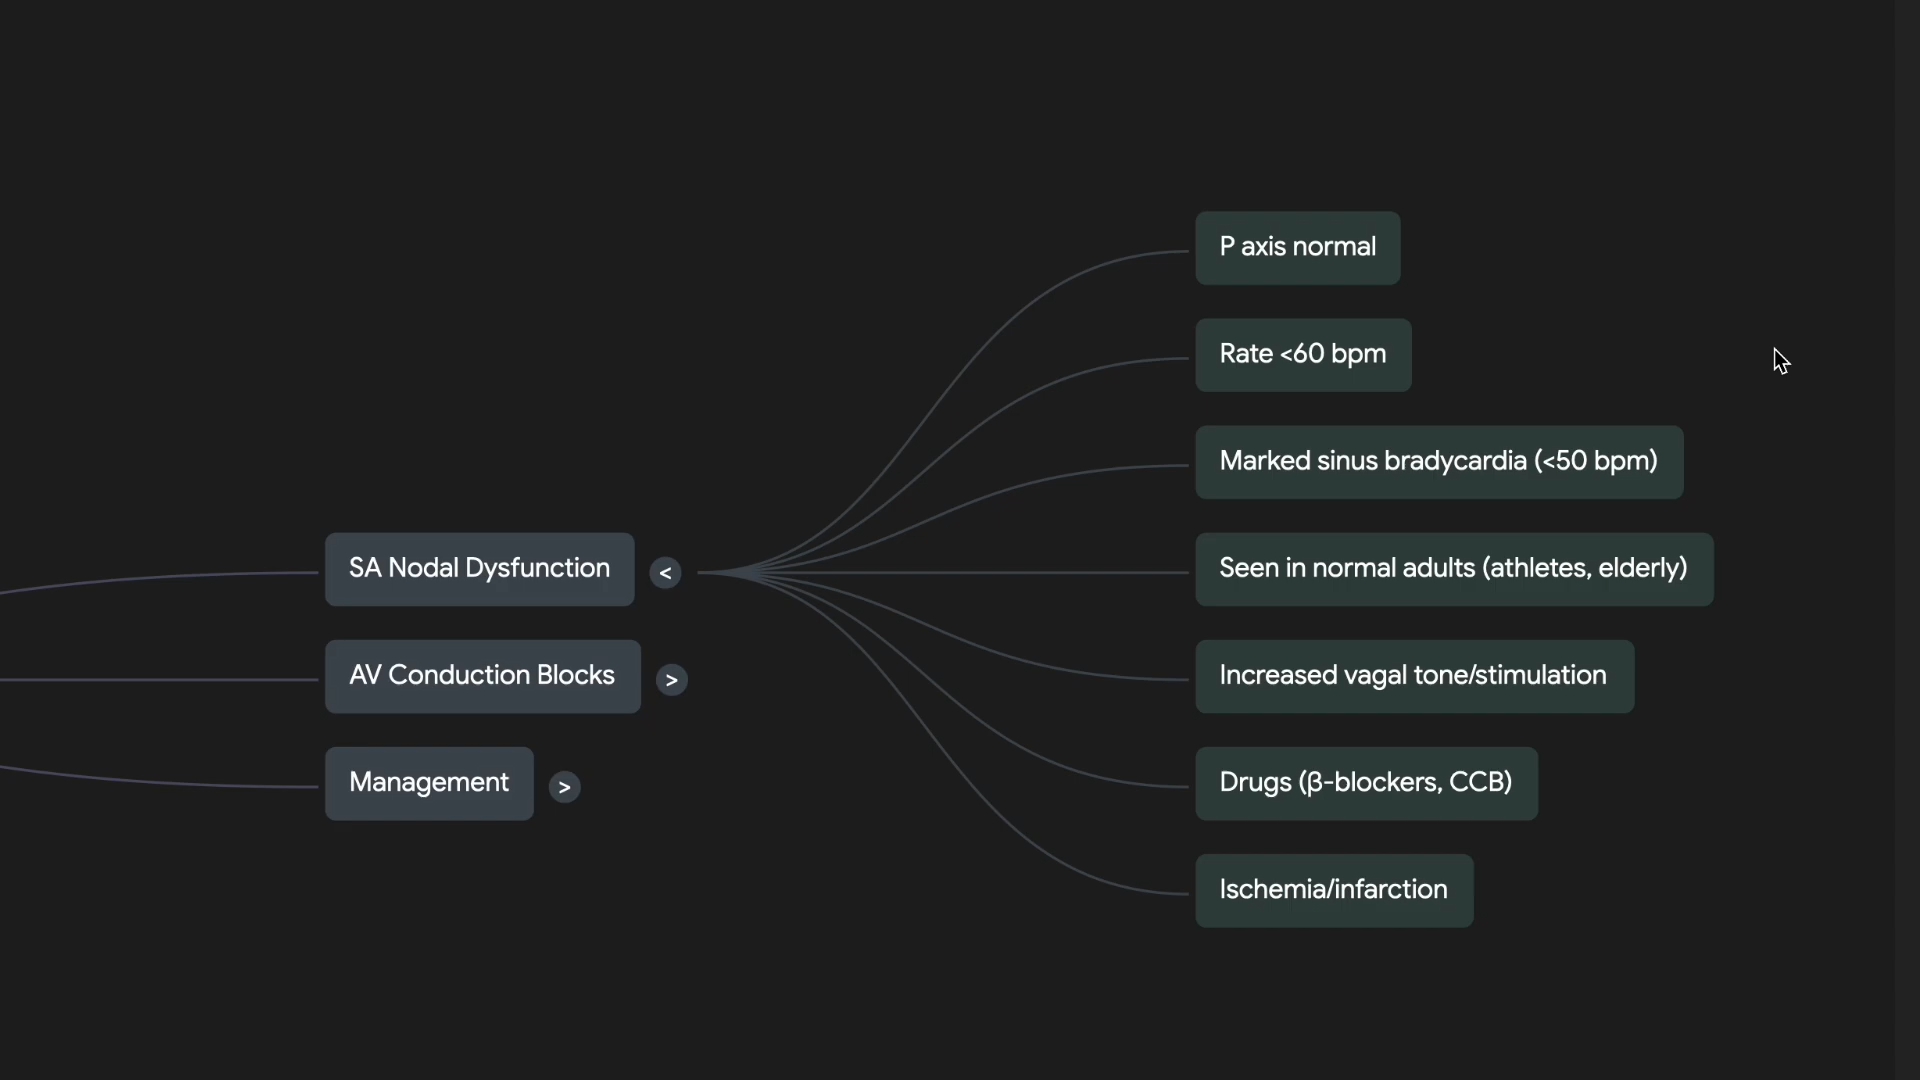 SA Nodal Dysfunction <
AV Conduction Blocks >
Management >
P axis normal
Rate <60 bpm
Marked sinus bradycardia (<50 bpm)
Seen in normal adults (athletes, elderly)
Increased vagal tone/stimulation
Drugs (β-blockers, CCB)
Ischemia/infarction